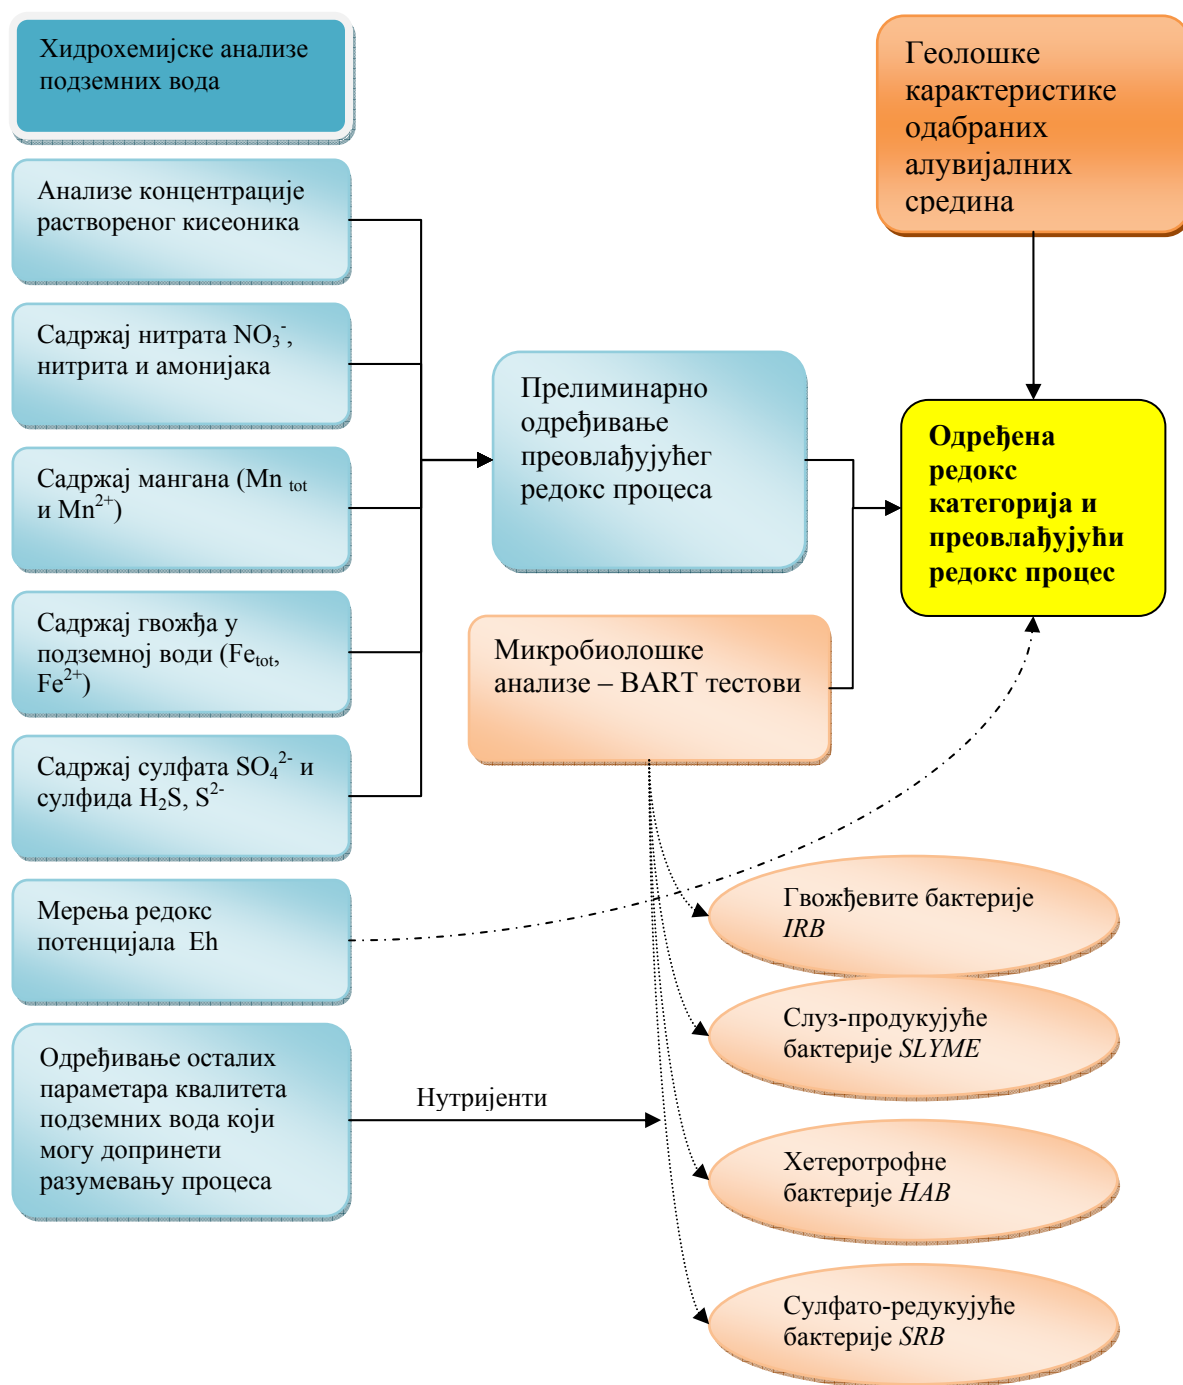 Хидрохемијске анализе
подземних вода
Геолошке
карактеристике
одабраних
алувијалних
средина
Анализе концентрације
раствореног кисеоника
Садржај нитрата NO₃⁻,
нитрита и амонијака
Садржај мангана (Mn tot
и Mn²⁺)
Садржај гвожђа у
подземној води (Fetot,
Fe²⁺)
Садржај сулфата SO₄²⁻ и
сулфида H₂S, S²⁻
Мерења редокс
потенцијала Eh
Одређивање осталих
параметара квалитета
подземних вода који
могу допринети
разумевању процеса
Прелиминарно
одређивање
преовлађујућег
редокс процеса
Одређена
редокс
категорија и
преовлађујући
редокс процес
Микробиолошке
анализе – BART тестови
Нутријенти
Гвожђевите бактерије
IRB
Слуз-продукујуће
бактерије SLYME
Хетеротрофне
бактерије HAB
Сулфато-редукујуће
бактерије SRB